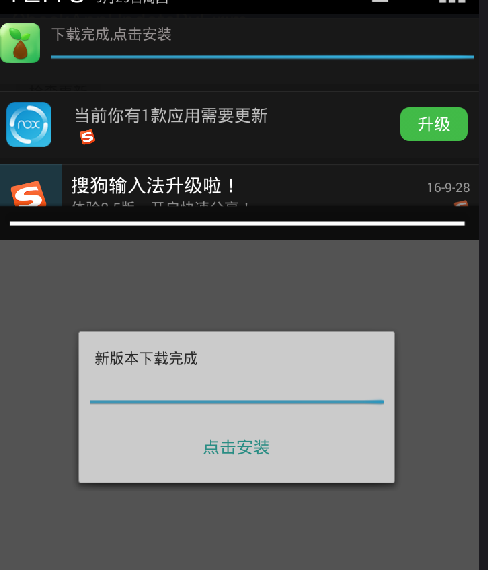 下载完成,点击安装
当前你有1款应用需要更新
升级
nox
搜狗输入法升级啦！
16-9-28
新版本下载完成
点击安装